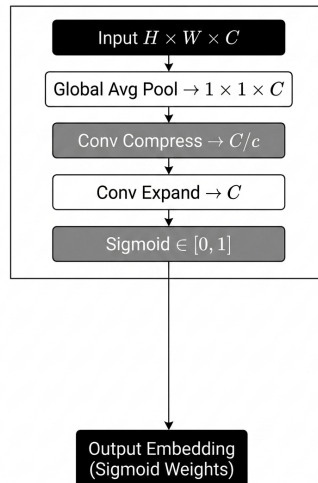 Input H × W × C
Global Avg Pool → 1 × 1 × C
Conv Compress → C/c
Conv Expand → C
Sigmoid ∈ [0, 1]
Output Embedding
(Sigmoid Weights)